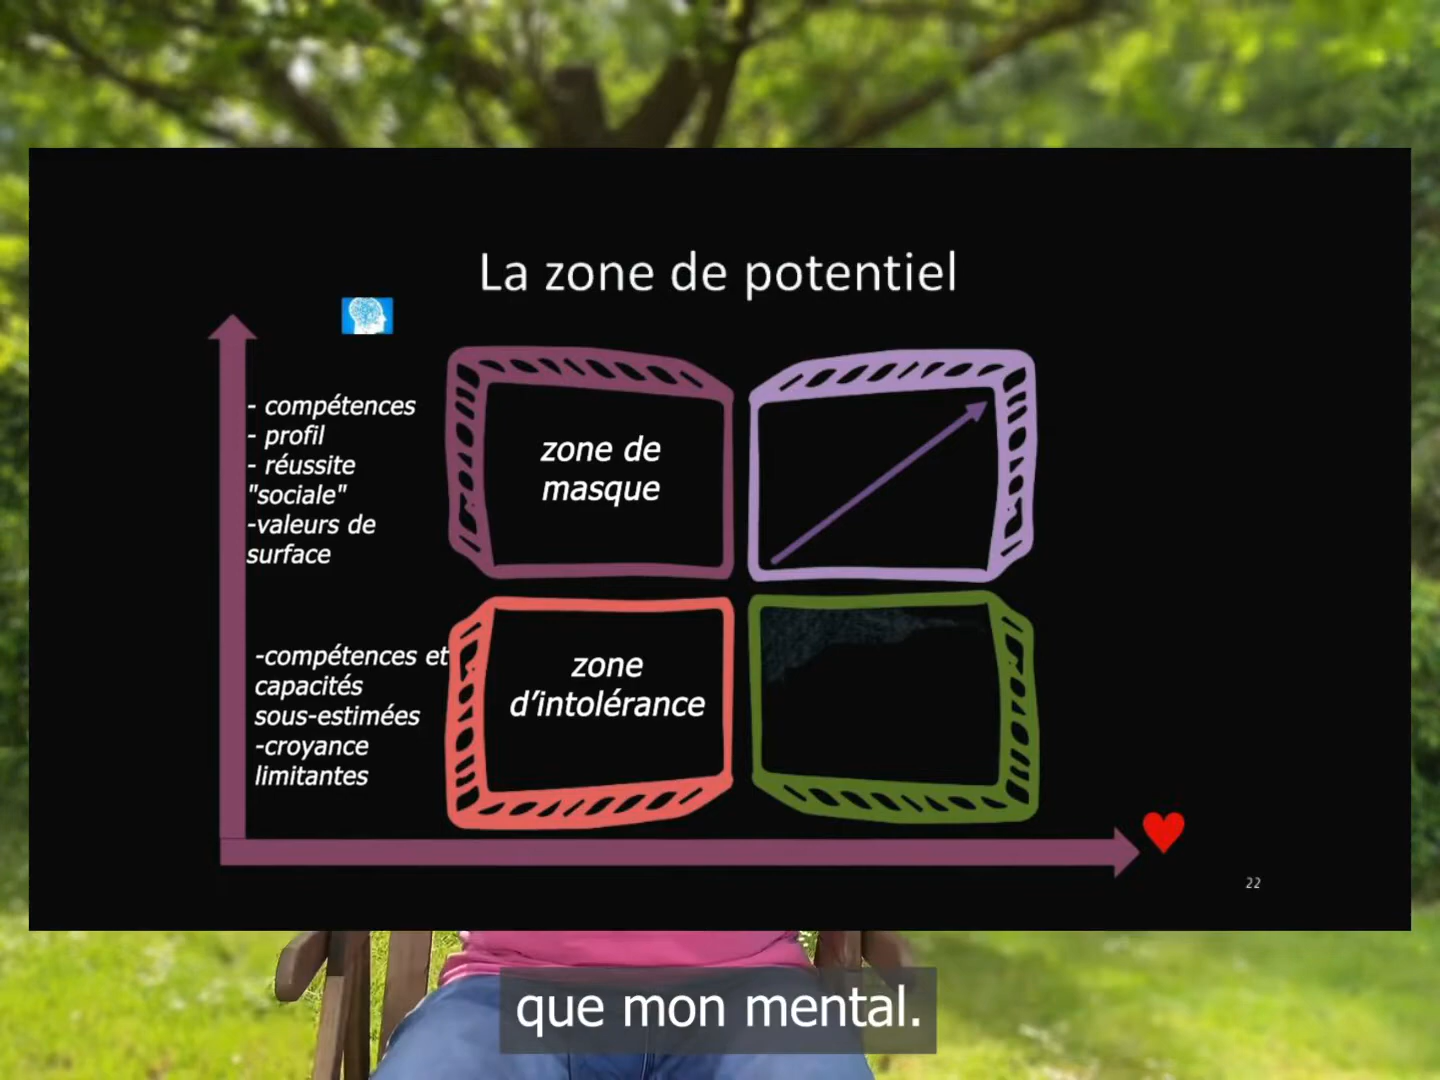 La zone de potentiel
- compétences
- profil
- réussite
"sociale"
-valeurs de
surface
zone de
masque
-compétences et
capacités
sous-estimées
-croyance
limitantes
zone
d’intolérance
22
que mon mental.